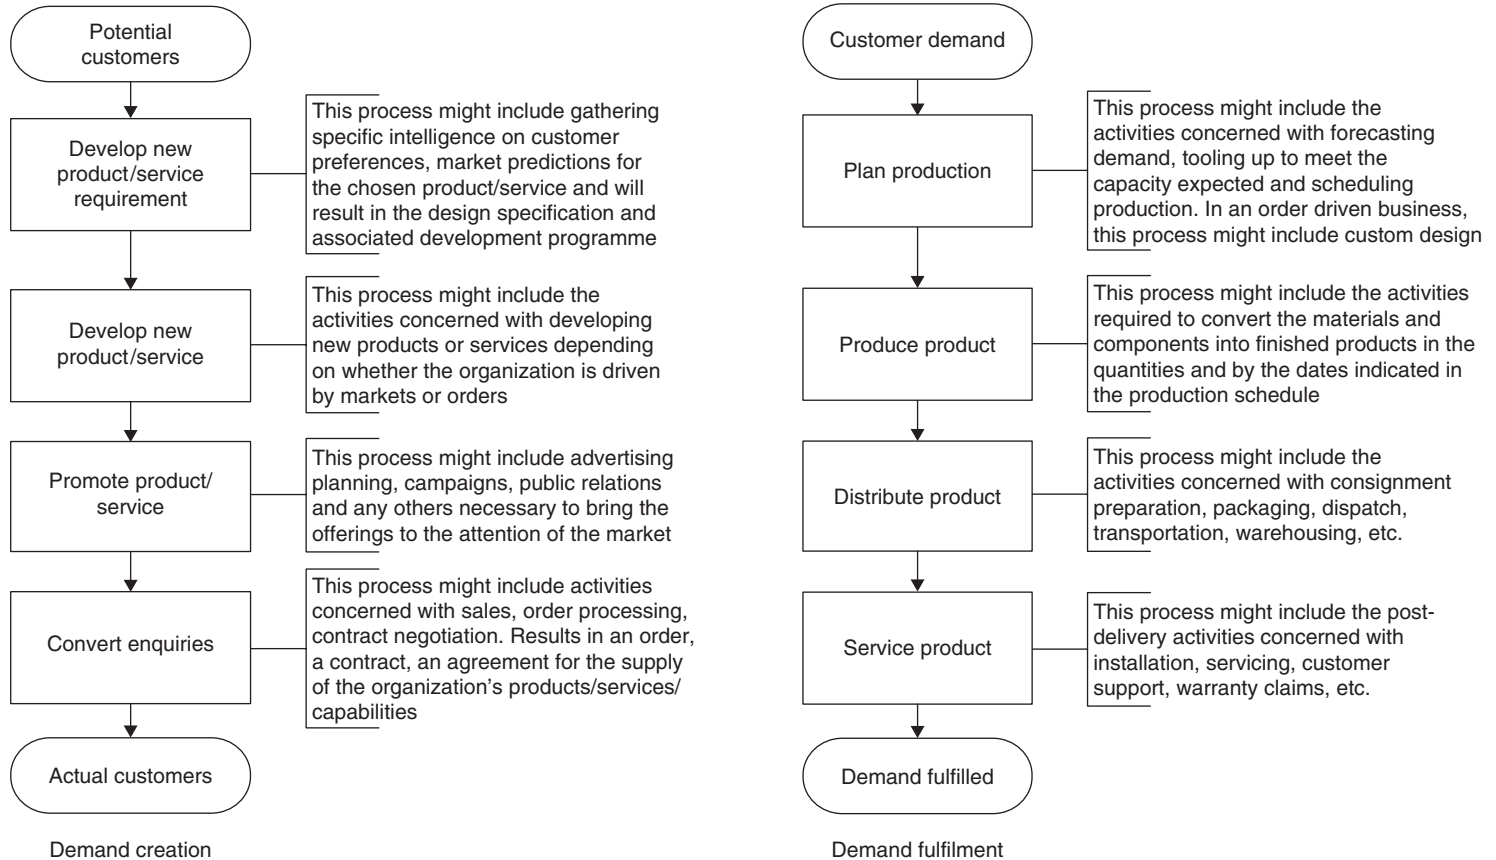 Potential
customers
Develop new
product/service
requirement
This process might include gathering
specific intelligence on customer
preferences, market predictions for
the chosen product/service and will
result in the design specification and
associated development programme
Develop new
product/service
This process might include the
activities concerned with developing
new products or services depending
on whether the organization is driven
by markets or orders
Promote product/
service
This process might include advertising
planning, campaigns, public relations
and any others necessary to bring the
offerings to the attention of the market
Convert enquiries
This process might include activities
concerned with sales, order processing,
contract negotiation. Results in an order,
a contract, an agreement for the supply
of the organization's products/services/
capabilities
Actual customers
Demand creation
Customer demand
Plan production
This process might include the
activities concerned with forecasting
demand, tooling up to meet the
capacity expected and scheduling
production. In an order driven business,
this process might include custom design
Produce product
This process might include the activities
required to convert the materials and
components into finished products in the
quantities and by the dates indicated in
the production schedule
Distribute product
This process might include the
activities concerned with consignment
preparation, packaging, dispatch,
transportation, warehousing, etc.
Service product
This process might include the post-
delivery activities concerned with
installation, servicing, customer
support, warranty claims, etc.
Demand fulfilled
Demand fulfilment